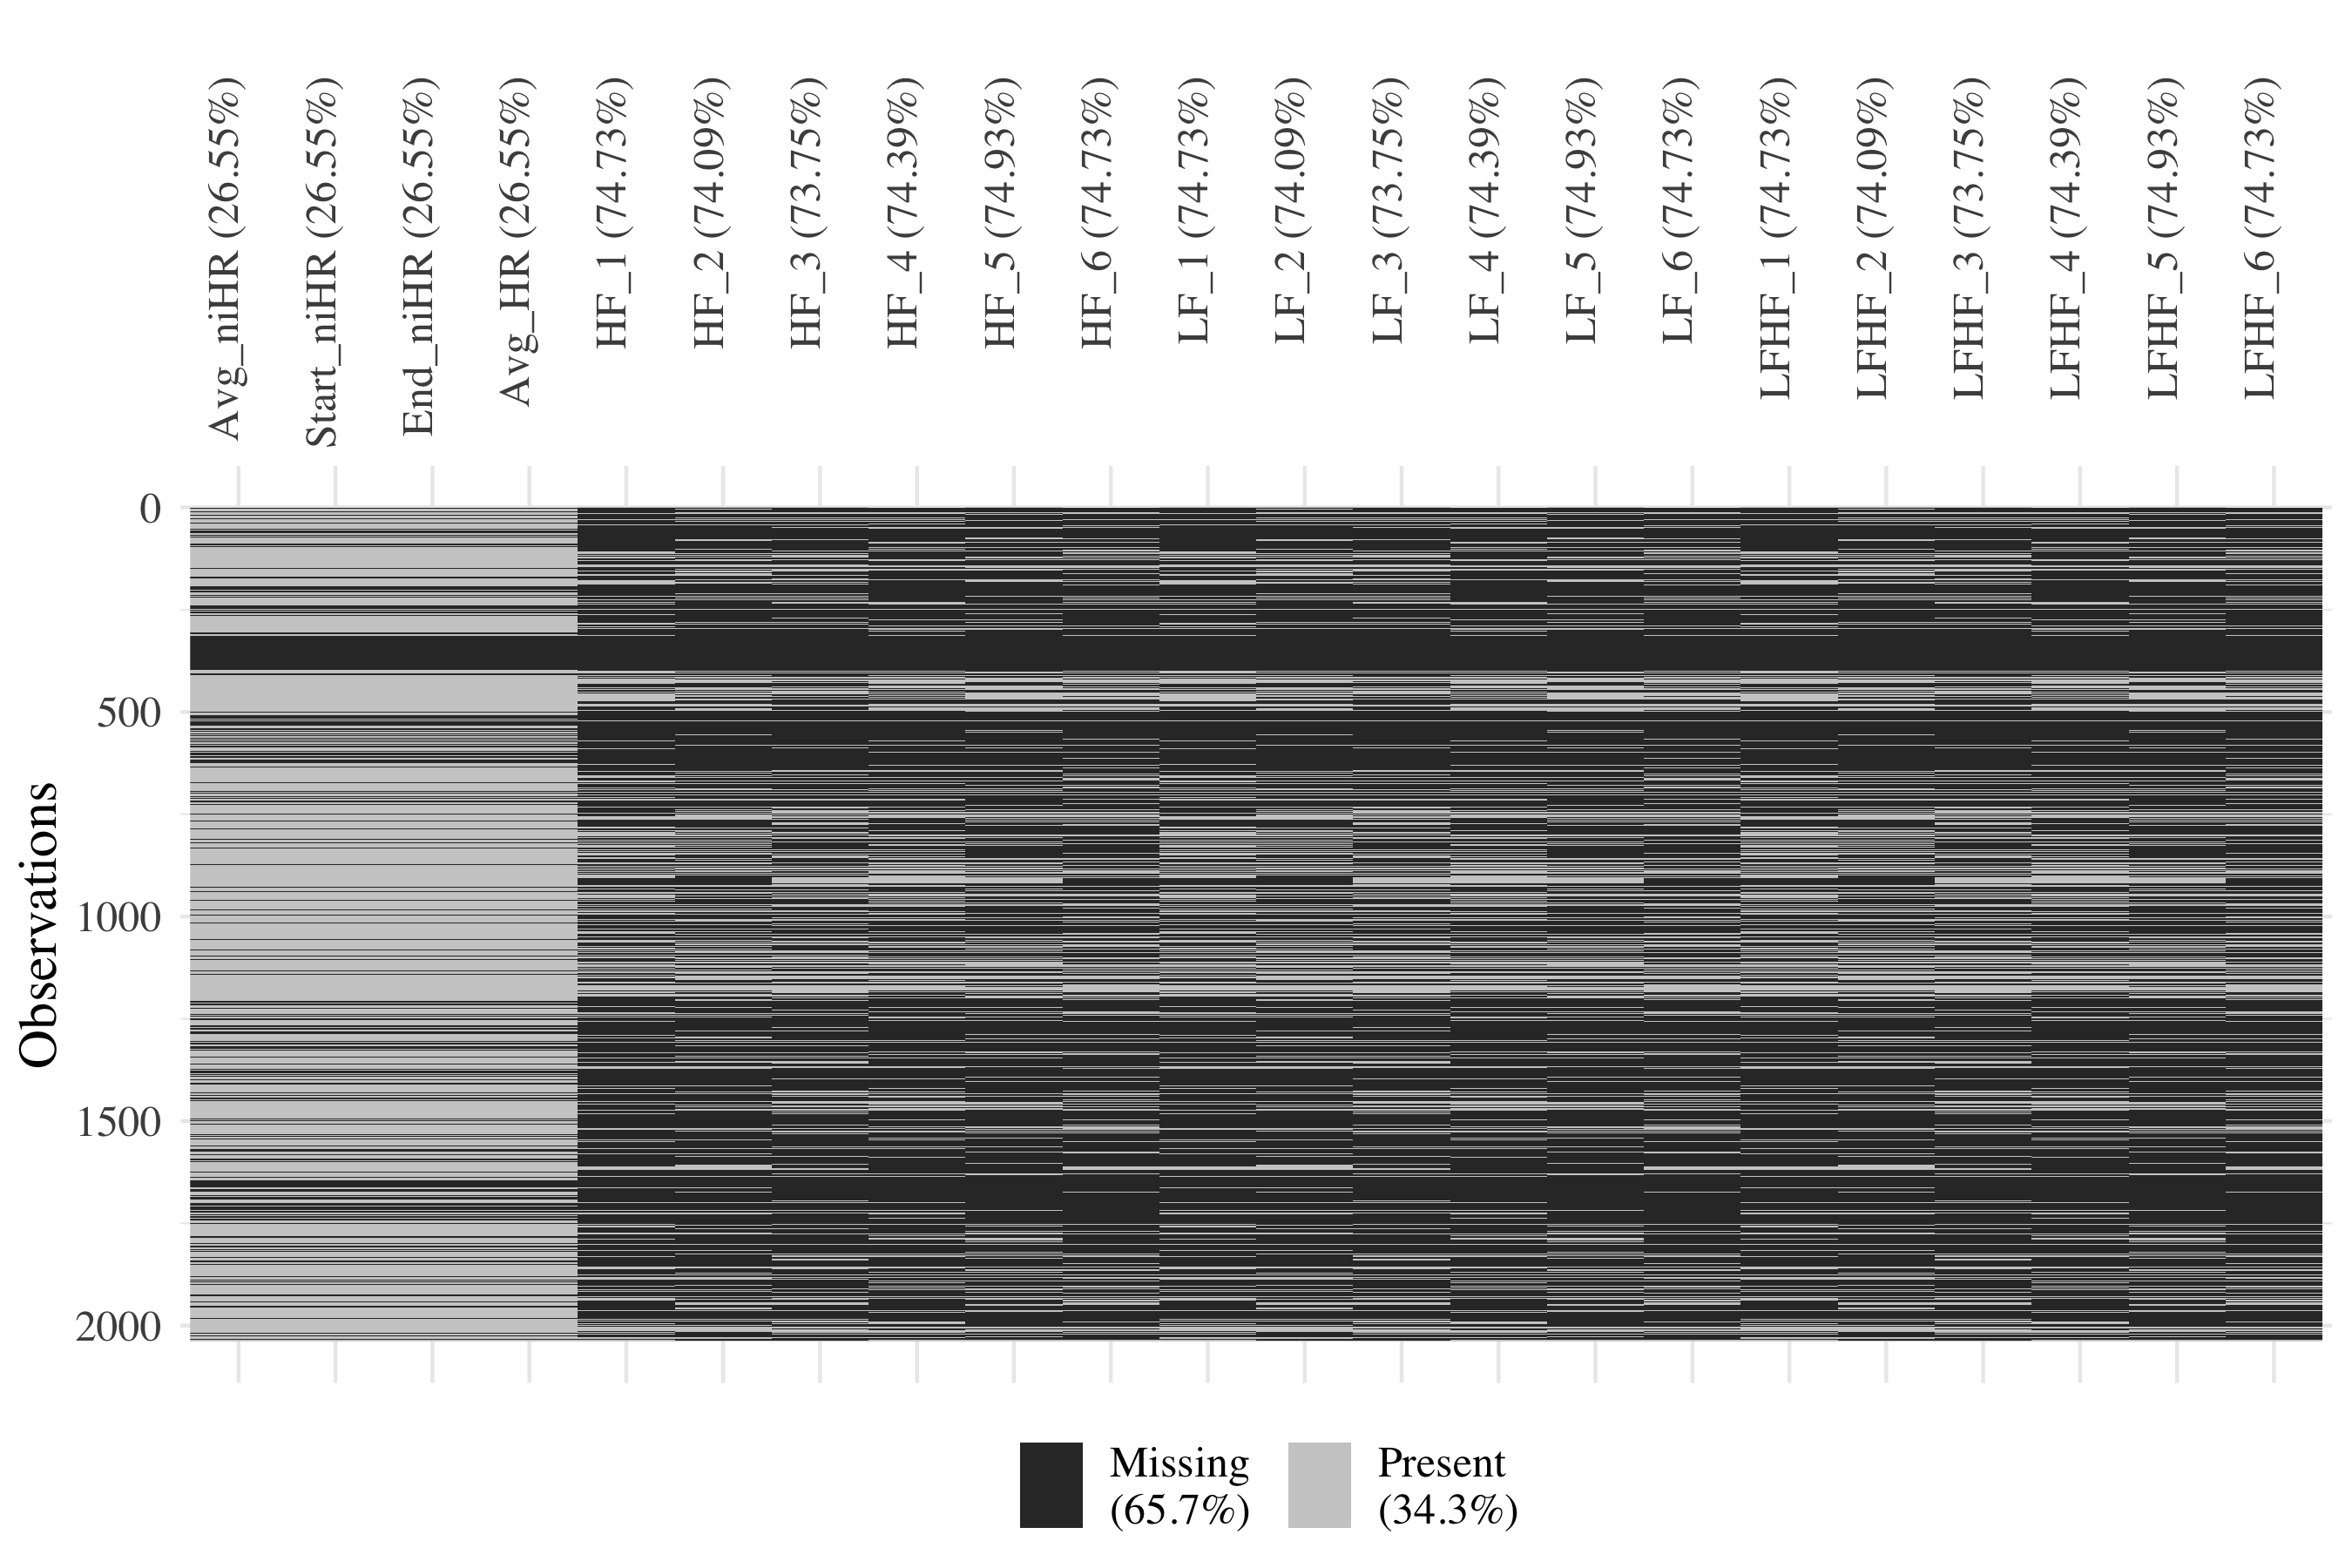 Avg_niHR (26.55%)
Start_niHR (26.55%)
End_niHR (26.55%)
Avg_HR (26.55%)
HF_1 (74.73%)
HF_2 (74.09%)
HF_3 (73.75%)
HF_4 (74.39%)
HF_5 (74.93%)
HF_6 (74.73%)
LF_1 (74.73%)
LF_2 (74.09%)
LF_3 (73.75%)
LF_4 (74.39%)
LF_5 (74.93%)
LF_6 (74.73%)
LFHF_1 (74.73%)
LFHF_2 (74.09%)
LFHF_3 (73.75%)
LFHF_4 (74.39%)
LFHF_5 (74.93%)
LFHF_6 (74.73%)
Observations
0
500
1000
1500
2000
Missing
(65.7%)
Present
(34.3%)